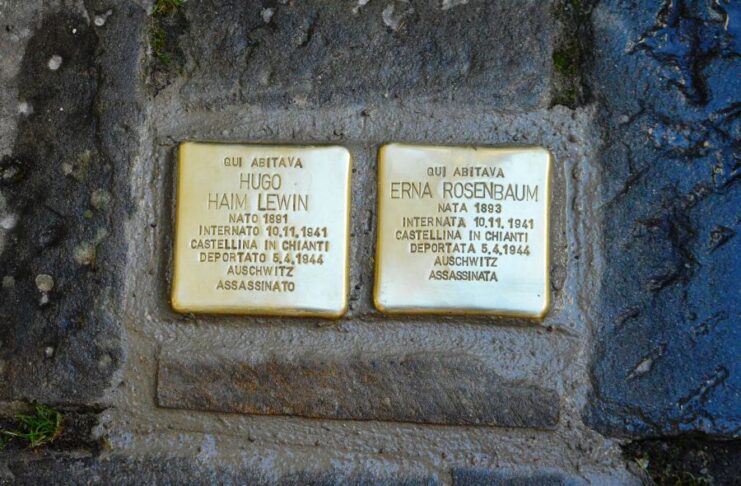 QUI ABITAVA
HUGO
HAIM LEWIN
NATO 1891
INTERNATO 10.11.1941
CASTELLINA IN CHIANTI
DEPORTATO 5.4.1944
AUSCHWITZ
ASSASSINATO
QUI ABITAVA
ERNA ROSENBAUM
NATA 1893
INTERNATA 10.11.1941
CASTELLINA IN CHIANTI
DEPORTATA 5.4.1944
AUSCHWITZ
ASSASSINATA